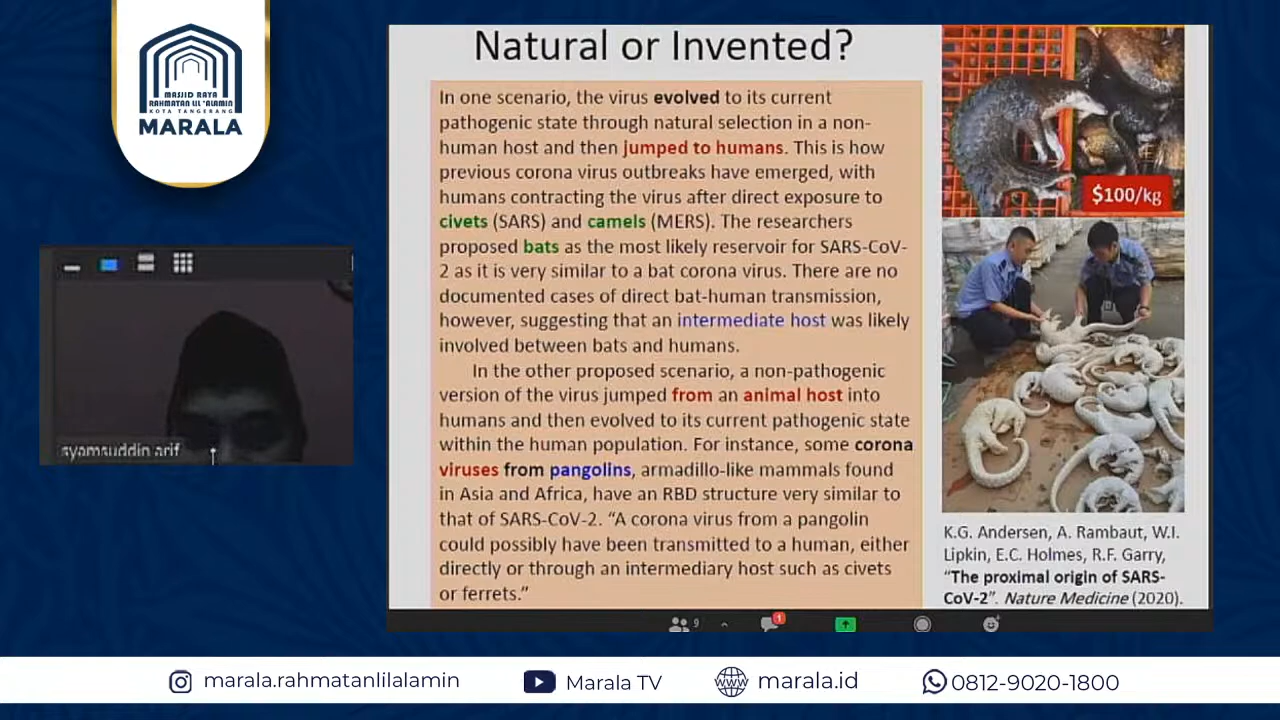 MASJID RAYA
RAHMATAN LIL 'ALAMIN
KOTA TANGERANG
MARALA
syamsuddin arif
Natural or Invented?
In one scenario, the virus evolved to its current
pathogenic state through natural selection in a non-
human host and then jumped to humans. This is how
previous corona virus outbreaks have emerged, with
humans contracting the virus after direct exposure to
civets (SARS) and camels (MERS). The researchers
proposed bats as the most likely reservoir for SARS-CoV-
2 as it is very similar to a bat corona virus. There are no
documented cases of direct bat-human transmission,
however, suggesting that an intermediate host was likely
involved between bats and humans.
In the other proposed scenario, a non-pathogenic
version of the virus jumped from an animal host into
humans and then evolved to its current pathogenic state
within the human population. For instance, some corona
viruses from pangolins, armadillo-like mammals found
in Asia and Africa, have an RBD structure very similar to
that of SARS-CoV-2. “A corona virus from a pangolin
could possibly have been transmitted to a human, either
directly or through an intermediary host such as civets
or ferrets.”
$100/kg
K.G. Andersen, A. Rambaut, W.I.
Lipkin, E.C. Holmes, R.F. Garry,
“The proximal origin of SARS-
CoV-2”. Nature Medicine (2020).
9
1
marala.rahmatanlilalamin
Marala TV
www
marala.id
0812-9020-1800